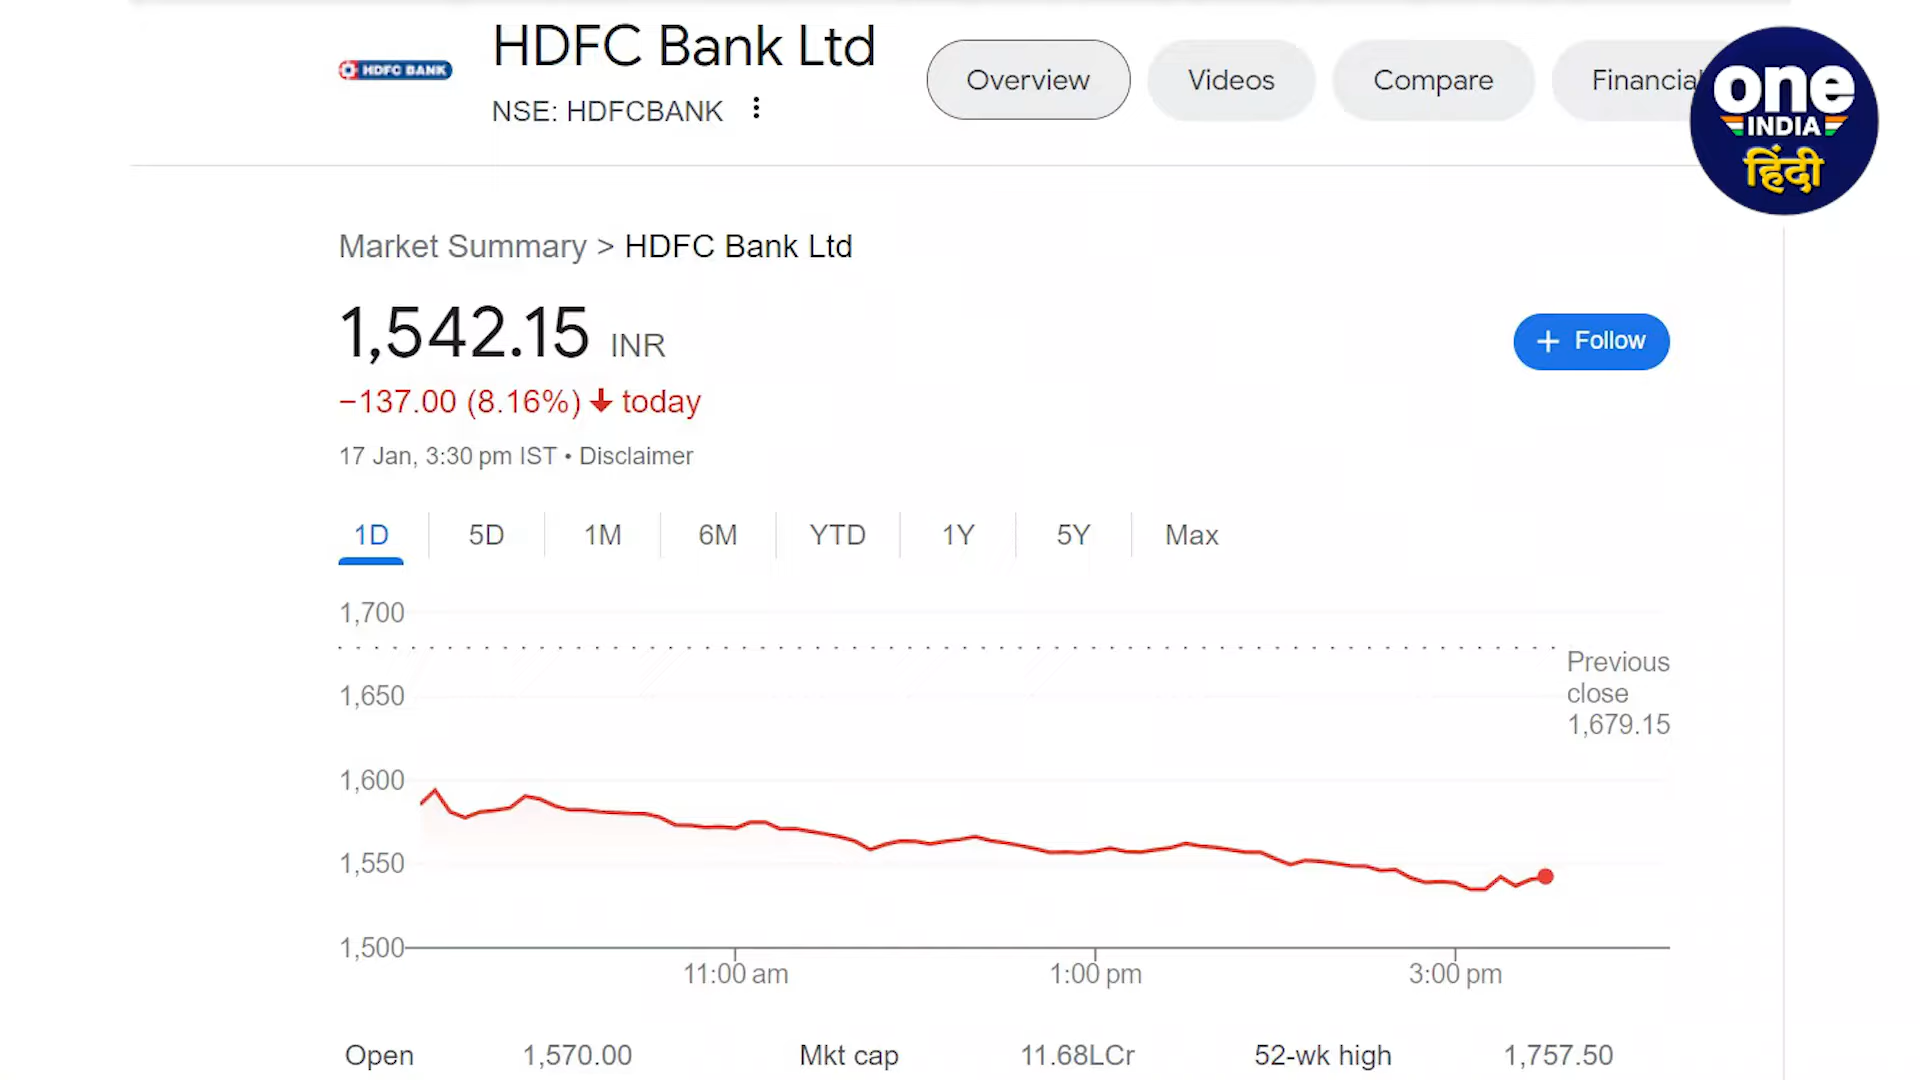 HDFC BANK
HDFC Bank Ltd
NSE: HDFCBANK
Overview
Videos
Compare
Financial
one
INDIA
हिंदी
Market Summary > HDFC Bank Ltd
1,542.15 INR
+ Follow
−137.00 (8.16%) ↓ today
17 Jan, 3:30 pm IST • Disclaimer
1D 5D 1M 6M YTD 1Y 5Y Max
1,700
1,650
1,600
1,550
1,500
Previous
close
1,679.15
11:00 am 1:00 pm 3:00 pm
Open 1,570.00 Mkt cap 11.68LCr 52-wk high 1,757.50